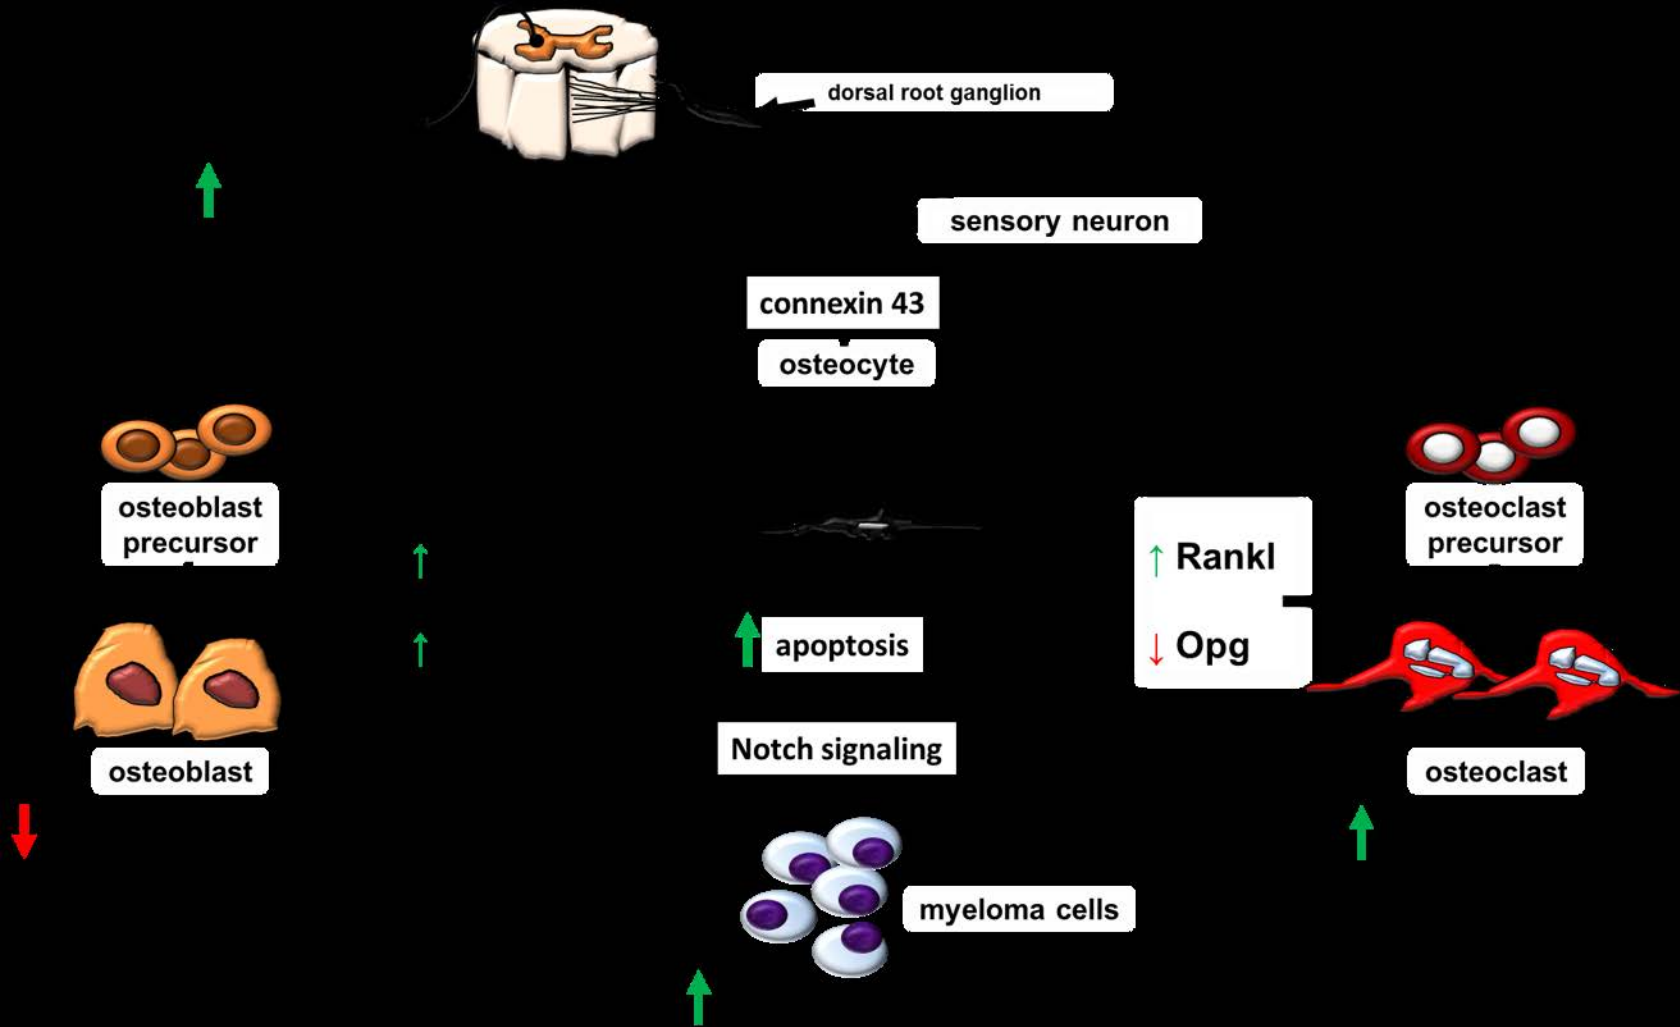 dorsal root ganglion
sensory neuron
connexin 43
osteocyte
osteoblast
precursor
↑ Rankl
↓ Opg
osteoclast
precursor
apoptosis
osteoblast
Notch signaling
osteoclast
myeloma cells